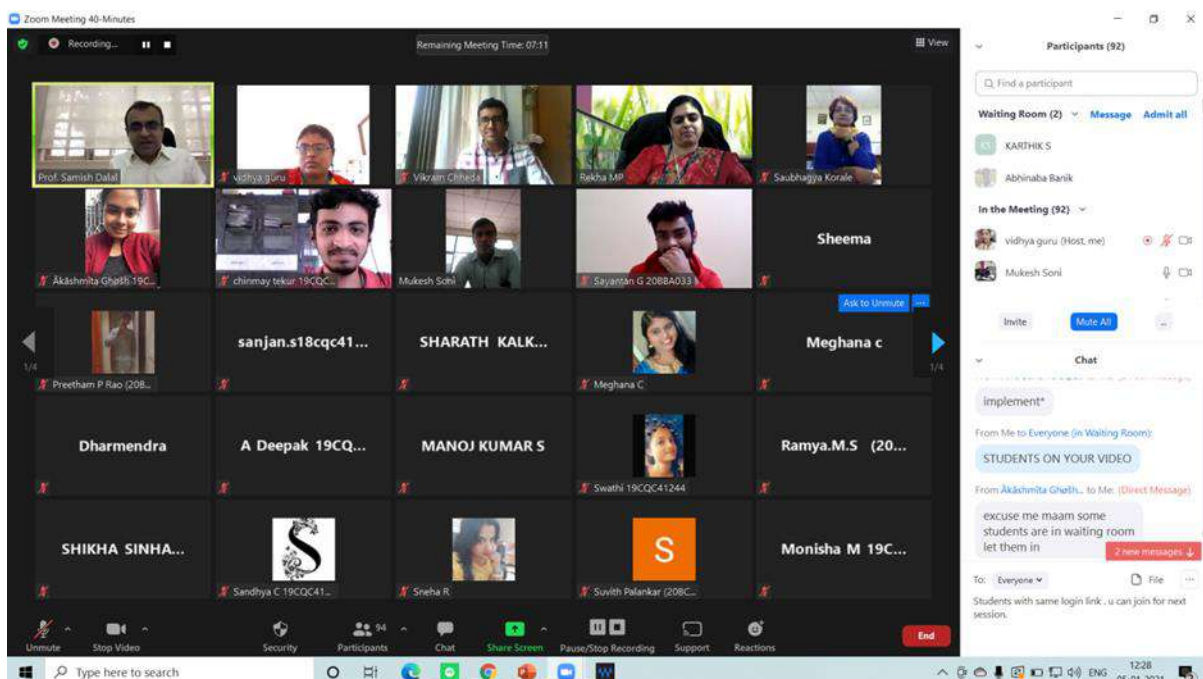 Zoom Meeting 40-Minutes
Recording...
Remaining Meeting Time: 07:11
View
Prof. Samish Dalal
vidhya guru
Vikram Chheda
Rekha MP
Saubhagya Korale
Ákáshmíta Ghøßh 19C...
chinmay tekur 19CQC...
Mukesh Soni
Sayantan G 20BBA033
Sheema
Ask to Unmute
...
1/4
Preetham P Rao (20B...
sanjan.s18cqc41...
SHARATH KALK...
Meghana C
Meghana c
1/4
Dharmendra
A Deepak 19CQ...
MANOJ KUMAR S
Swathi 19CQC41244
Ramya.M.S (20...
SHIKHA SINHA...
S
Sandhya C 19CQC41...
Sneha R
S
Suvith Palankar (20BC...
Monisha M 19C...
Unmute
Stop Video
Security
94
Participants
Chat
Share Screen
Pause/Stop Recording
Support
Reactions
End
Participants (92)
Find a participant
Waiting Room (2)
Message
Admit all
KS
KARTHIK S
Abhinaba Banik
In the Meeting (92)
vidhya guru (Host, me)
Mukesh Soni
Invite
Mute All
...
Chat
implement*
From Me to Everyone (in Waiting Room):
STUDENTS ON YOUR VIDEO
From Ákáshmíta Ghøßh... to Me: (Direct Message)
excuse me maam some
students are in waiting room
let them in
2 new messages
To: Everyone
File
...
Students with same login link . u can join for next
session.
Type here to search
ENG
12:28
05-01-2021